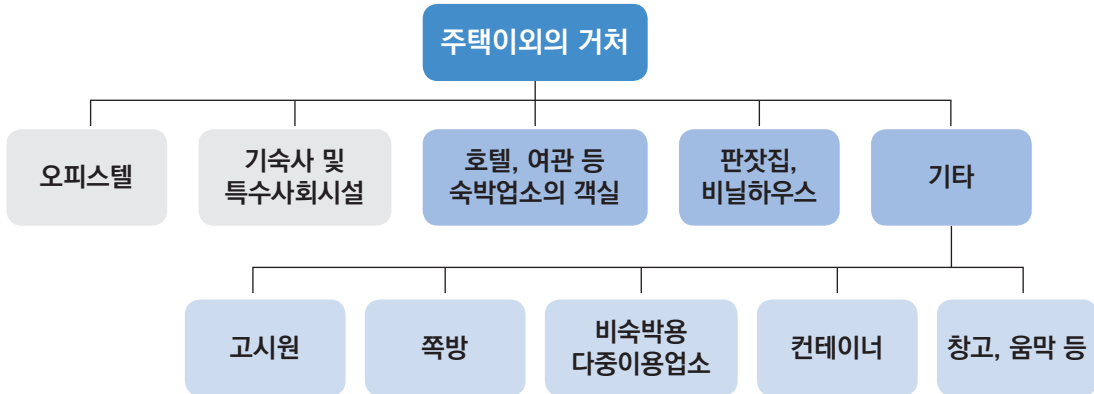 주택이외의 거처
오피스텔
기숙사 및
특수사회시설
호텔, 여관 등
숙박업소의 객실
판잣집,
비닐하우스
기타
고시원
쪽방
비숙박용
다중이용업소
컨테이너
창고, 움막 등